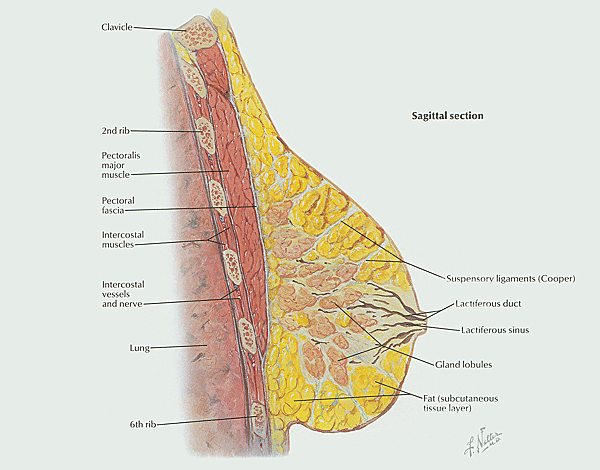 Clavicle
Sagittal section
2nd rib
Pectoralis
major
muscle
Pectoral
fascia
Intercostal
muscles
Suspensory ligaments (Cooper)
Intercostal
vessels
and nerve
Lactiferous duct
Lactiferous sinus
Lung
Gland lobules
Fat (subcutaneous
tissue layer)
6th rib
F. Netter
M.D.